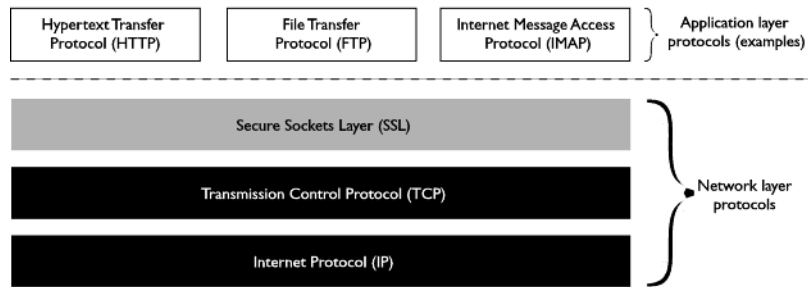 Hypertext Transfer
Protocol (HTTP)
File Transfer
Protocol (FTP)
Internet Message Access
Protocol (IMAP)
Application layer
protocols (examples)
Secure Sockets Layer (SSL)
Transmission Control Protocol (TCP)
Network layer
protocols
Internet Protocol (IP)